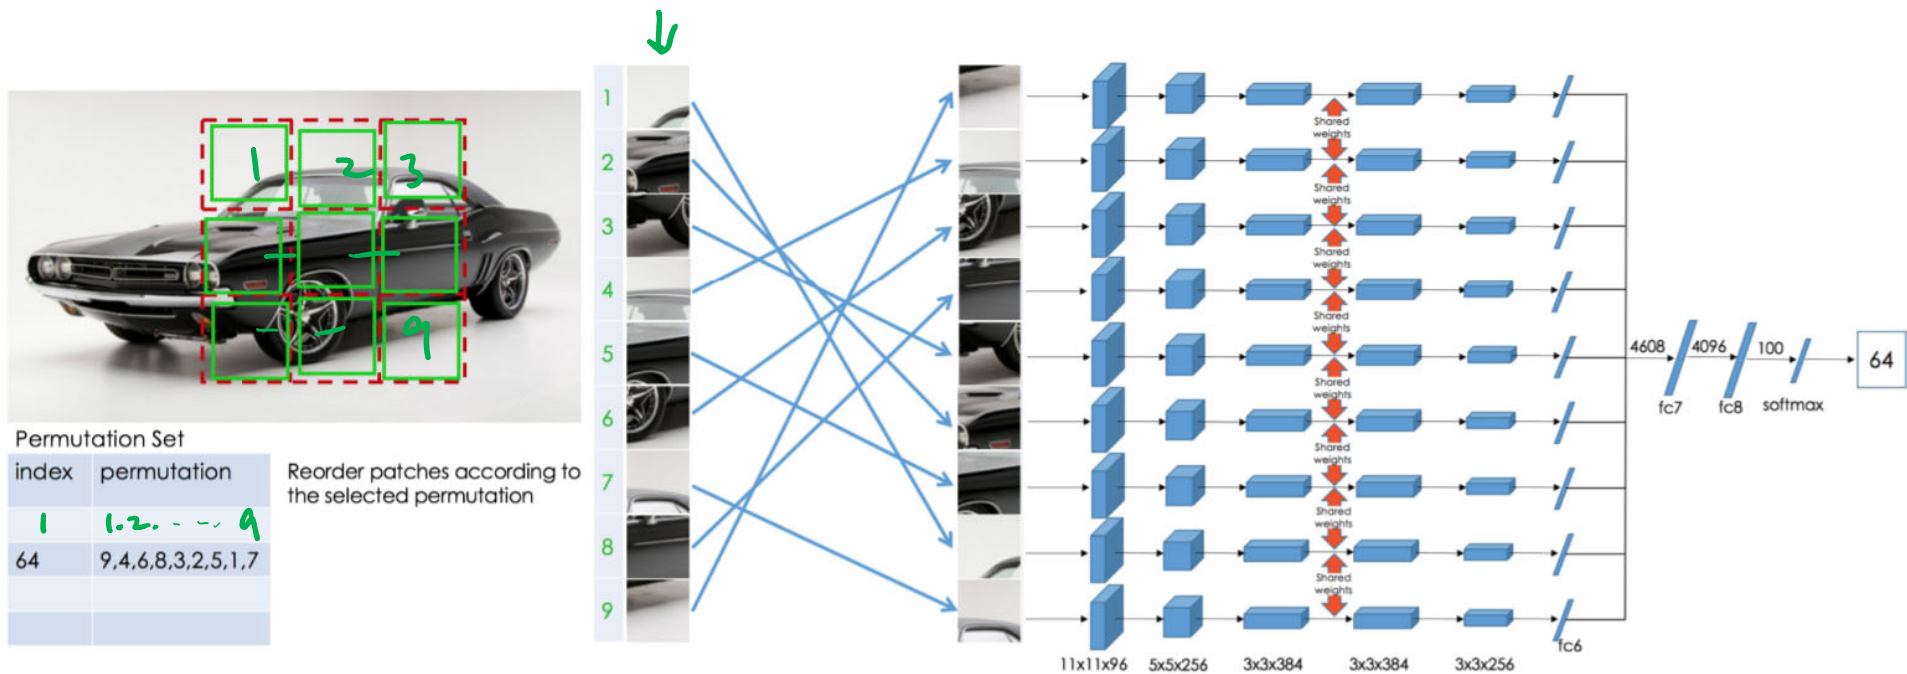 1 2 3
9
Permutation Set
index permutation
1 1.2. - - . 9
64 9,4,6,8,3,2,5,1,7
Reorder patches according to
the selected permutation
1
2
3
4
5
6
7
8
9
Shared
weights
Shared
weights
Shared
weights
Shared
weights
Shared
weights
Shared
weights
Shared
weights
Shared
weights
11x11x96 5x5x256 3x3x384 3x3x384 3x3x256
fc6
4608 4096 100
fc7 fc8 softmax
64